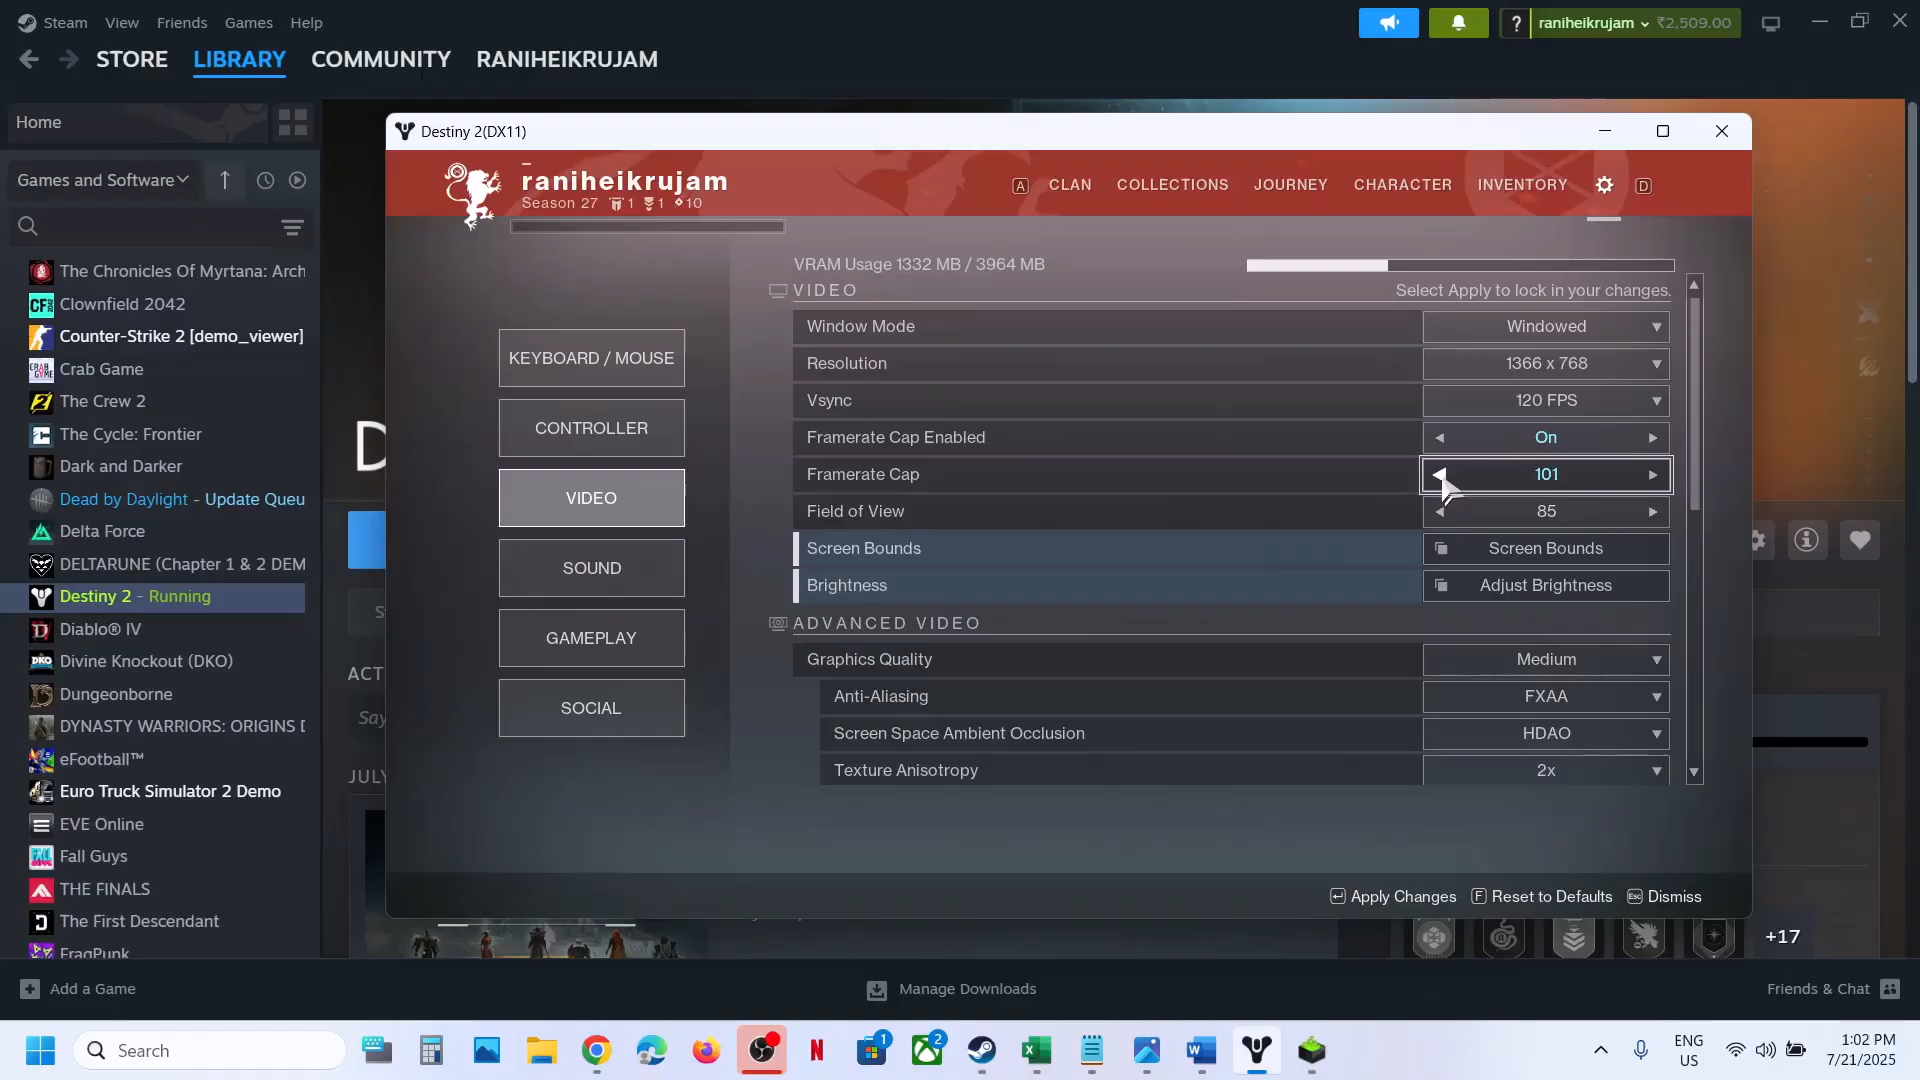 Steam View Friends Games Help
? raniheikrujam ₹2,509.00
STORE LIBRARY COMMUNITY RANIHEIKRUJAM
Home
Games and Software
The Chronicles Of Myrtana: Arch
Clownfield 2042
Counter-Strike 2 [demo_viewer]
Crab Game
The Crew 2
The Cycle: Frontier
Dark and Darker
Dead by Daylight - Update Queu
Delta Force
DELTARUNE (Chapter 1 & 2 DEM
Destiny 2 - Running
Diablo® IV
Divine Knockout (DKO)
Dungeonborne
DYNASTY WARRIORS: ORIGINS D
eFootball™
Euro Truck Simulator 2 Demo
EVE Online
Fall Guys
THE FINALS
The First Descendant
FragPunk
Destiny 2(DX11)
raniheikrujam
Season 27 1 1 10
A CLAN COLLECTIONS JOURNEY CHARACTER INVENTORY D
VRAM Usage 1332 MB / 3964 MB
VIDEO Select Apply to lock in your changes.
KEYBOARD / MOUSE
CONTROLLER
VIDEO
SOUND
GAMEPLAY
SOCIAL
Window Mode Windowed
Resolution 1366 x 768
Vsync 120 FPS
Framerate Cap Enabled On
Framerate Cap 101
Field of View 85
Screen Bounds Screen Bounds
Brightness Adjust Brightness
ADVANCED VIDEO
Graphics Quality Medium
Anti-Aliasing FXAA
Screen Space Ambient Occlusion HDAO
Texture Anisotropy 2x
Apply Changes F Reset to Defaults Esc Dismiss
D
S
ACT
Say
JULY
+17
Add a Game Manage Downloads Friends & Chat
Search
1
2
ENG
US
1:02 PM
7/21/2025